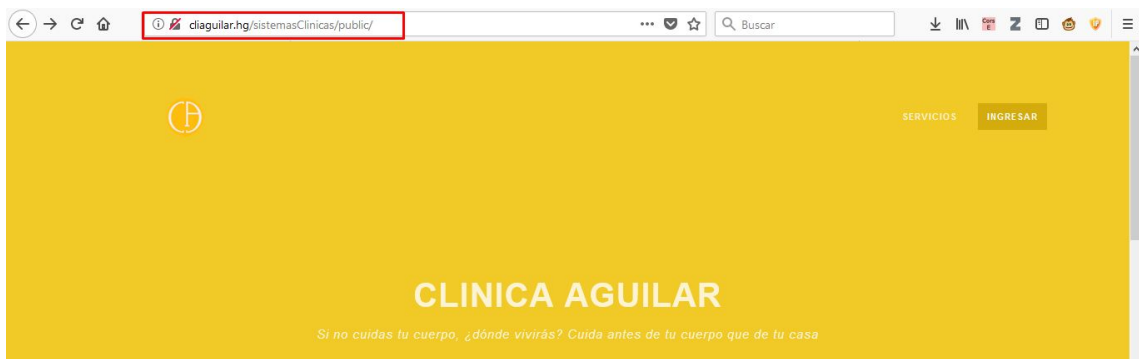 cliaguilar.hg/sistemasClinicas/public/
Buscar
SERVICIOS
INGRESAR
CLINICA AGUILAR
Si no cuidas tu cuerpo, ¿dónde vivirás? Cuida antes de tu cuerpo que de tu casa